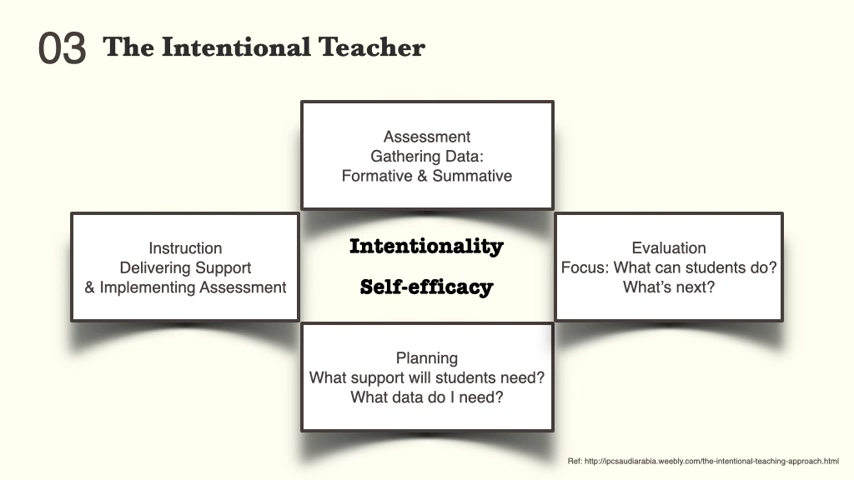 03 The Intentional Teacher
Assessment
Gathering Data:
Formative & Summative
Instruction
Delivering Support
& Implementing Assessment
Intentionality
Self-efficacy
Evaluation
Focus: What can students do?
What's next?
Planning
What support will students need?
What data do I need?
Ref: http://ipcsaudiarabia.weebly.com/the-intentional-teaching-approach.html